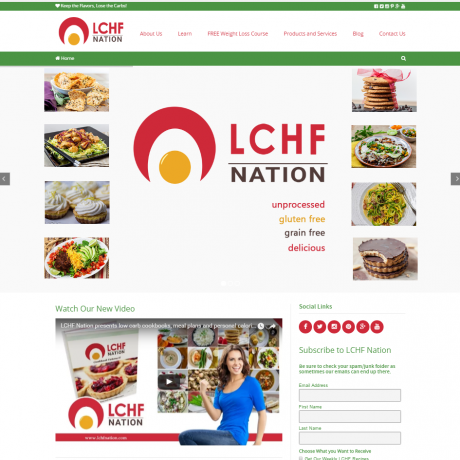 Keep the Flavors, Lose the Carbs!
LCHF
NATION
About Us
Learn
FREE Weight Loss Course
Products and Services
Blog
Contact Us
Home
LCHF
NATION
unprocessed
gluten free
grain free
delicious
Watch Our New Video
Social Links
LCHF Nation presents low carb cookbooks, meal plans and personal calori...
LCHF
NATION
LCHF
NATION
www.lchfnation.com
Subscribe to LCHF Nation
Be sure to check your spam/junk folder as
sometimes our emails can end up there.
Email Address
First Name
Last Name
Choose What you Want to Receive
Get Our Weekly LCHF Recipes